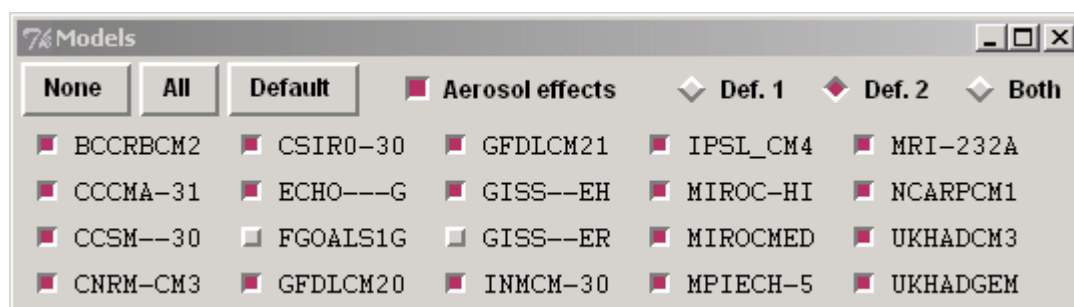 Models
None All Default Aerosol effects Def. 1 Def. 2 Both
BCCRBCM2 CSIRO-30 GFDLCM21 IPSL_CM4 MRI-232A
CCCMA-31 ECHO---G GISS--EH MIROC-HI NCARPCM1
CCSM--30 FGOALS1G GISS--ER MIROCMED UKHADCM3
CNRM-CM3 GFDLCM20 INMCM-30 MPIECH-5 UKHADGEM